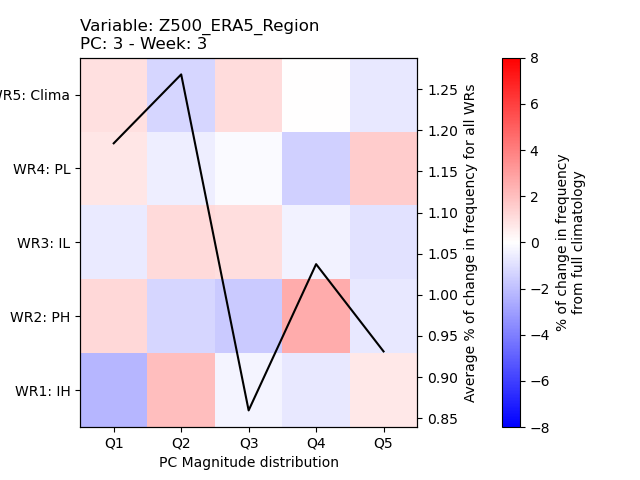 Variable: Z500_ERA5_Region
PC: 3 - Week: 3
WR5: Clima
WR4: PL
WR3: IL
WR2: PH
WR1: IH
Q1 Q2 Q3 Q4 Q5
PC Magnitude distribution
1.25
1.20
1.15
1.10
1.05
1.00
0.95
0.90
0.85
Average % of change in frequency for all WRs
8
6
4
2
0
−2
−4
−6
−8
% of change in frequency
from full climatology